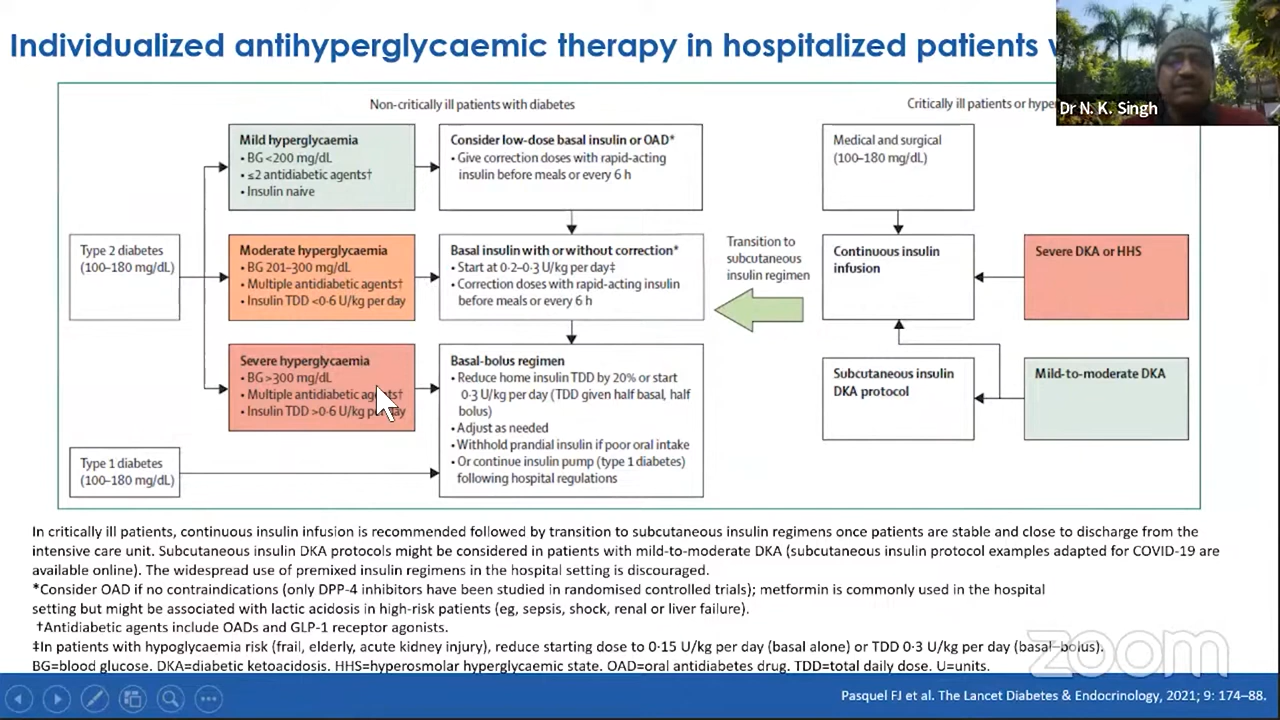 Individualized antihyperglycaemic therapy in hospitalized patients
Dr N. K. Singh
Non-critically ill patients with diabetes
Critically ill patients or
Type 2 diabetes
(100–180 mg/dL)
Mild hyperglycaemia
• BG <200 mg/dL
• ≤2 antidiabetic agents†
• Insulin naive
Consider low-dose basal insulin or OAD*
• Give correction doses with rapid-acting
insulin before meals or every 6 h
Moderate hyperglycaemia
• BG 201–300 mg/dL
• Multiple antidiabetic agents†
• Insulin TDD <0·6 U/kg per day
Basal insulin with or without correction*
• Start at 0·2–0·3 U/kg per day‡
• Correction doses with rapid-acting insulin
before meals or every 6 h
Severe hyperglycaemia
• BG >300 mg/dL
• Multiple antidiabetic agents†
• Insulin TDD >0·6 U/kg per day
Basal-bolus regimen
• Reduce home insulin TDD by 20% or start
0·3 U/kg per day (TDD given half basal, half
bolus)
• Adjust as needed
• Withhold prandial insulin if poor oral intake
• Or continue insulin pump (type 1 diabetes)
following hospital regulations
Type 1 diabetes
(100–180 mg/dL)
Transition to
subcutaneous
insulin regimen
Medical and surgical
(100–180 mg/dL)
Continuous insulin
infusion
Severe DKA or HHS
Subcutaneous insulin
DKA protocol
Mild-to-moderate DKA
In critically ill patients, continuous insulin infusion is recommended followed by transition to subcutaneous insulin regimens once patients are stable and close to discharge from the
intensive care unit. Subcutaneous insulin DKA protocols might be considered in patients with mild-to-moderate DKA (subcutaneous insulin protocol examples adapted for COVID-19 are
available online). The widespread use of premixed insulin regimens in the hospital setting is discouraged.
*Consider OAD if no contraindications (only DPP-4 inhibitors have been studied in randomised controlled trials); metformin is commonly used in the hospital
setting but might be associated with lactic acidosis in high-risk patients (eg, sepsis, shock, renal or liver failure).
†Antidiabetic agents include OADs and GLP-1 receptor agonists.
‡In patients with hypoglycaemia risk (frail, elderly, acute kidney injury), reduce starting dose to 0·15 U/kg per day (basal alone) or TDD 0·3 U/kg per day (basal–bolus).
BG=blood glucose. DKA=diabetic ketoacidosis. HHS=hyperosmolar hyperglycaemic state. OAD=oral antidiabetes drug. TDD=total daily dose. U=units.
zoom
Pasquel FJ et al. The Lancet Diabetes & Endocrinology, 2021; 9: 174–88.